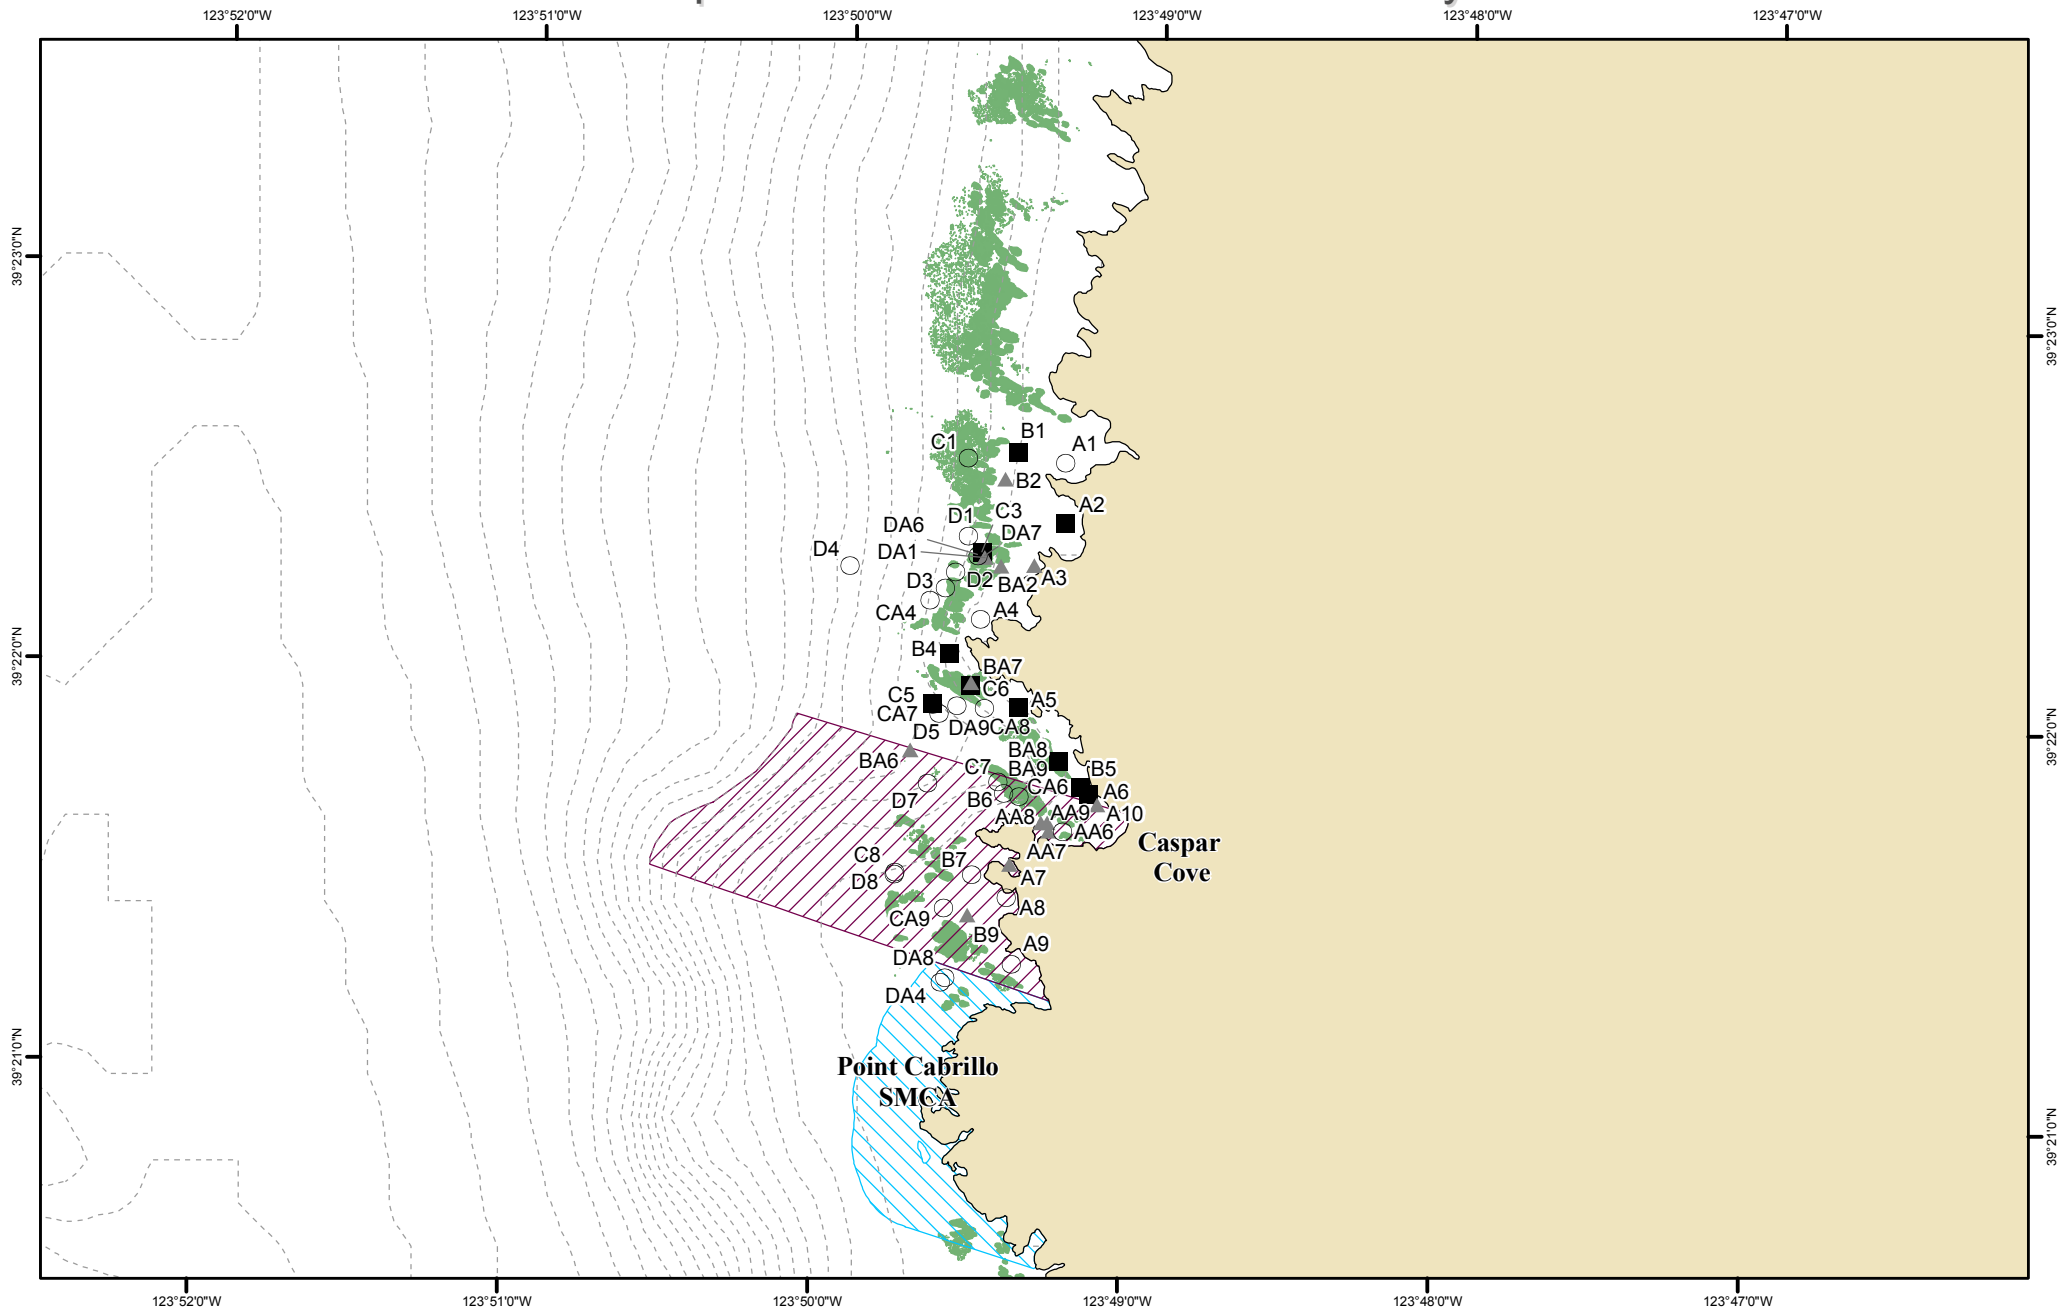 123°52'0"W
123°51'0"W
123°50'0"W
123°49'0"W
123°48'0"W
123°47'0"W
39°23'0"N
39°23'0"N
C1
B1
A1
B2
A2
C3
D1
DA6
DA7
DA1
D4
D2
BA2
A3
D3
CA4
A4
B4
BA7
C6
C5
A5
CA7
DA9
CA8
D5
39°22'0"N
39°22'0"N
BA8
BA6
C7
BA9
B5
CA6
A6
D7
B6
AA8
AA9
A10
AA6
Caspar
Cove
C8
B7
AA7
D8
A7
A8
CA9
B9
A9
DA8
DA4
39°21'0"N
39°21'0"N
Point Cabrillo
SMCA
123°52'0"W
123°51'0"W
123°50'0"W
123°49'0"W
123°48'0"W
123°47'0"W